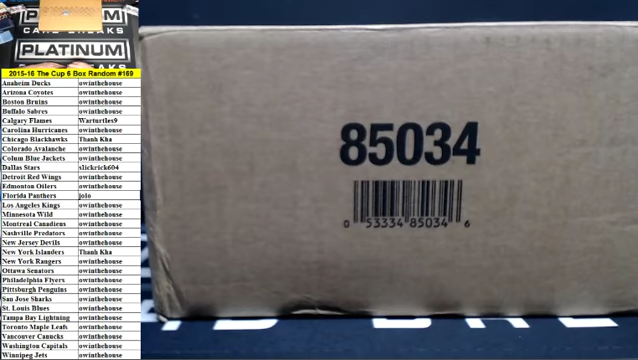 PLATINUM
CARD BREAKS
PLATINUM
2015-16 The Cup 6 Box Random #169
Anaheim Ducks owinthehouse
Arizona Coyotes owinthehouse
Boston Bruins owinthehouse
Buffalo Sabres owinthehouse
Calgary Flames Warturtles9
Carolina Hurricanes owinthehouse
Chicago Blackhawks Thanh Kha
Colorado Avalanche owinthehouse
Colum Blue Jackets owinthehouse
Dallas Stars slickrick604
Detroit Red Wings owinthehouse
Edmonton Oilers owinthehouse
Florida Panthers jolo
Los Angeles Kings owinthehouse
Minnesota Wild owinthehouse
Montreal Canadiens owinthehouse
Nashville Predators owinthehouse
New Jersey Devils owinthehouse
New York Islanders Thanh Kha
New York Rangers owinthehouse
Ottawa Senators owinthehouse
Philadelphia Flyers owinthehouse
Pittsburgh Penguins owinthehouse
San Jose Sharks owinthehouse
St. Louis Blues owinthehouse
Tampa Bay Lightning owinthehouse
Toronto Maple Leafs owinthehouse
Vancouver Canucks owinthehouse
Washington Capitals owinthehouse
Winnipeg Jets owinthehouse
85034
0 53334 85034 6